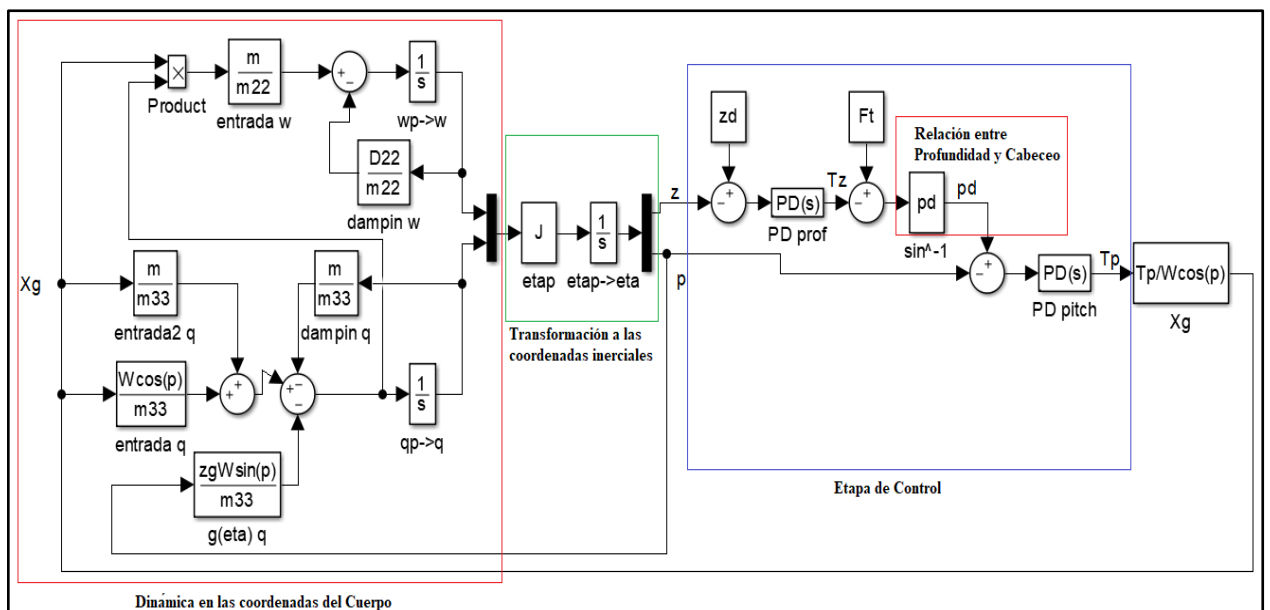 Xg
×
Product
m
m22
entrada w
+
−
1
s
wp->w
D22
m22
dampin w
m
m33
entrada2 q
m
m33
dampin q
Wcos(p)
m33
entrada q
+
+
+
−
−
1
s
qp->q
zgWsin(p)
m33
g(eta) q
Dinámica en las coordenadas del Cuerpo
J
etap
1
s
etap->eta
Transformación a las
coordenadas inerciales
z
p
zd
−
+
PD(s)
PD prof
Tz
Ft
−
+
Relación entre
Profundidad y Cabeceo
pd
sin^-1
pd
+
−
PD(s)
PD pitch
Tp
Tp/Wcos(p)
Xg
Etapa de Control